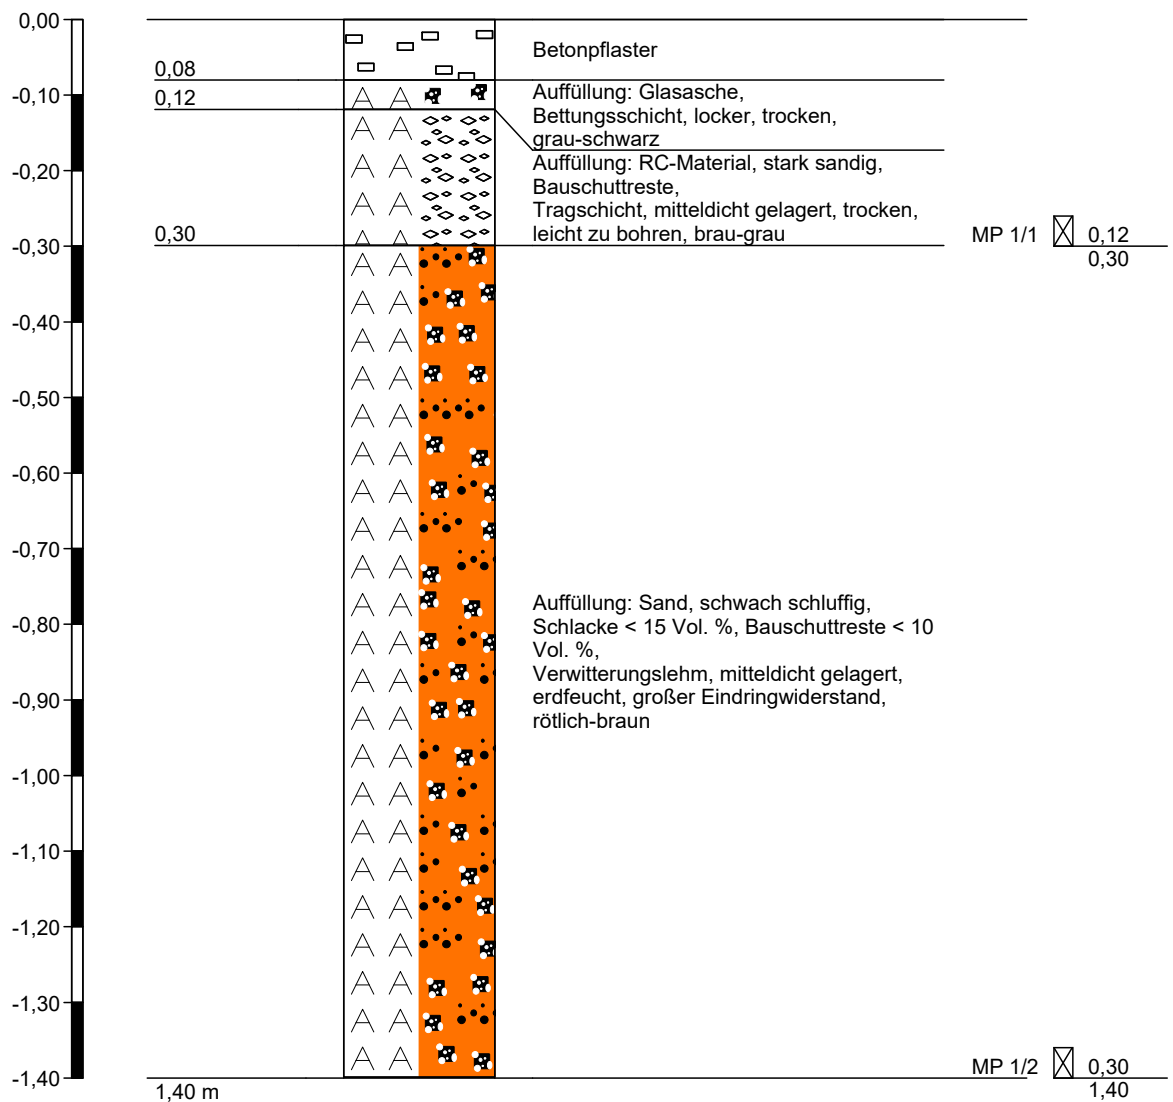 0,00
Betonpflaster
0,08
-0,10
0,12
Auffüllung: Glasasche,
Bettungsschicht, locker, trocken,
grau-schwarz
Auffüllung: RC-Material, stark sandig,
Bauschuttreste,
Tragschicht, mitteldicht gelagert, trocken,
leicht zu bohren, brau-grau
-0,20
0,30
-0,30
MP 1/1
0,12
0,30
-0,40
-0,50
-0,60
-0,70
-0,80
Auffüllung: Sand, schwach schluffig,
Schlacke < 15 Vol. %, Bauschuttreste < 10
Vol. %,
Verwitterungslehm, mitteldicht gelagert,
erdfeucht, großer Eindringwiderstand,
rötlich-braun
-0,90
-1,00
-1,10
-1,20
-1,30
-1,40
1,40 m
MP 1/2
0,30
1,40